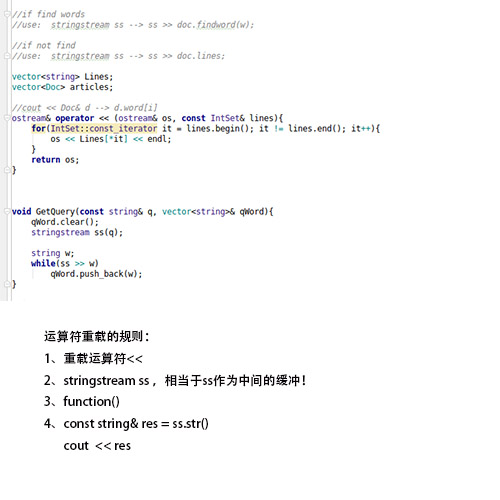 //if find words
//use:  stringstream ss --> ss >> doc.findword(w);
//if not find
//use:  stringstream ss --> ss >> doc.lines;
vector<string> Lines;
vector<Doc> articles;
//cout << Doc& d --> d.word[i]
ostream& operator << (ostream& os, const IntSet& lines){
    for(IntSet::const_iterator it = lines.begin(); it != lines.end(); it++){
        os << Lines[*it] << endl;
    }
    return os;
}
void GetQuery(const string& q, vector<string>& qWord){
    qWord.clear();
    stringstream ss(q);
    string w;
    while(ss >> w)
        qWord.push_back(w);
}
运算符重载的规则：
1、重载运算符<<
2、stringstream ss ，相当于ss作为中间的缓冲！
3、function()
4、const string& res = ss.str()
cout  << res